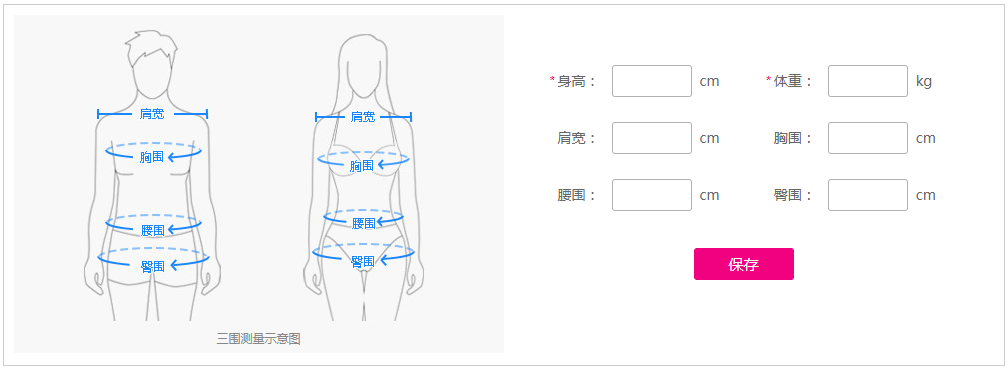 肩宽
胸围
腰围
臀围
肩宽
胸围
腰围
臀围
三围测量示意图
*身高： cm *体重： kg
肩宽： cm 胸围： cm
腰围： cm 臀围： cm
保存